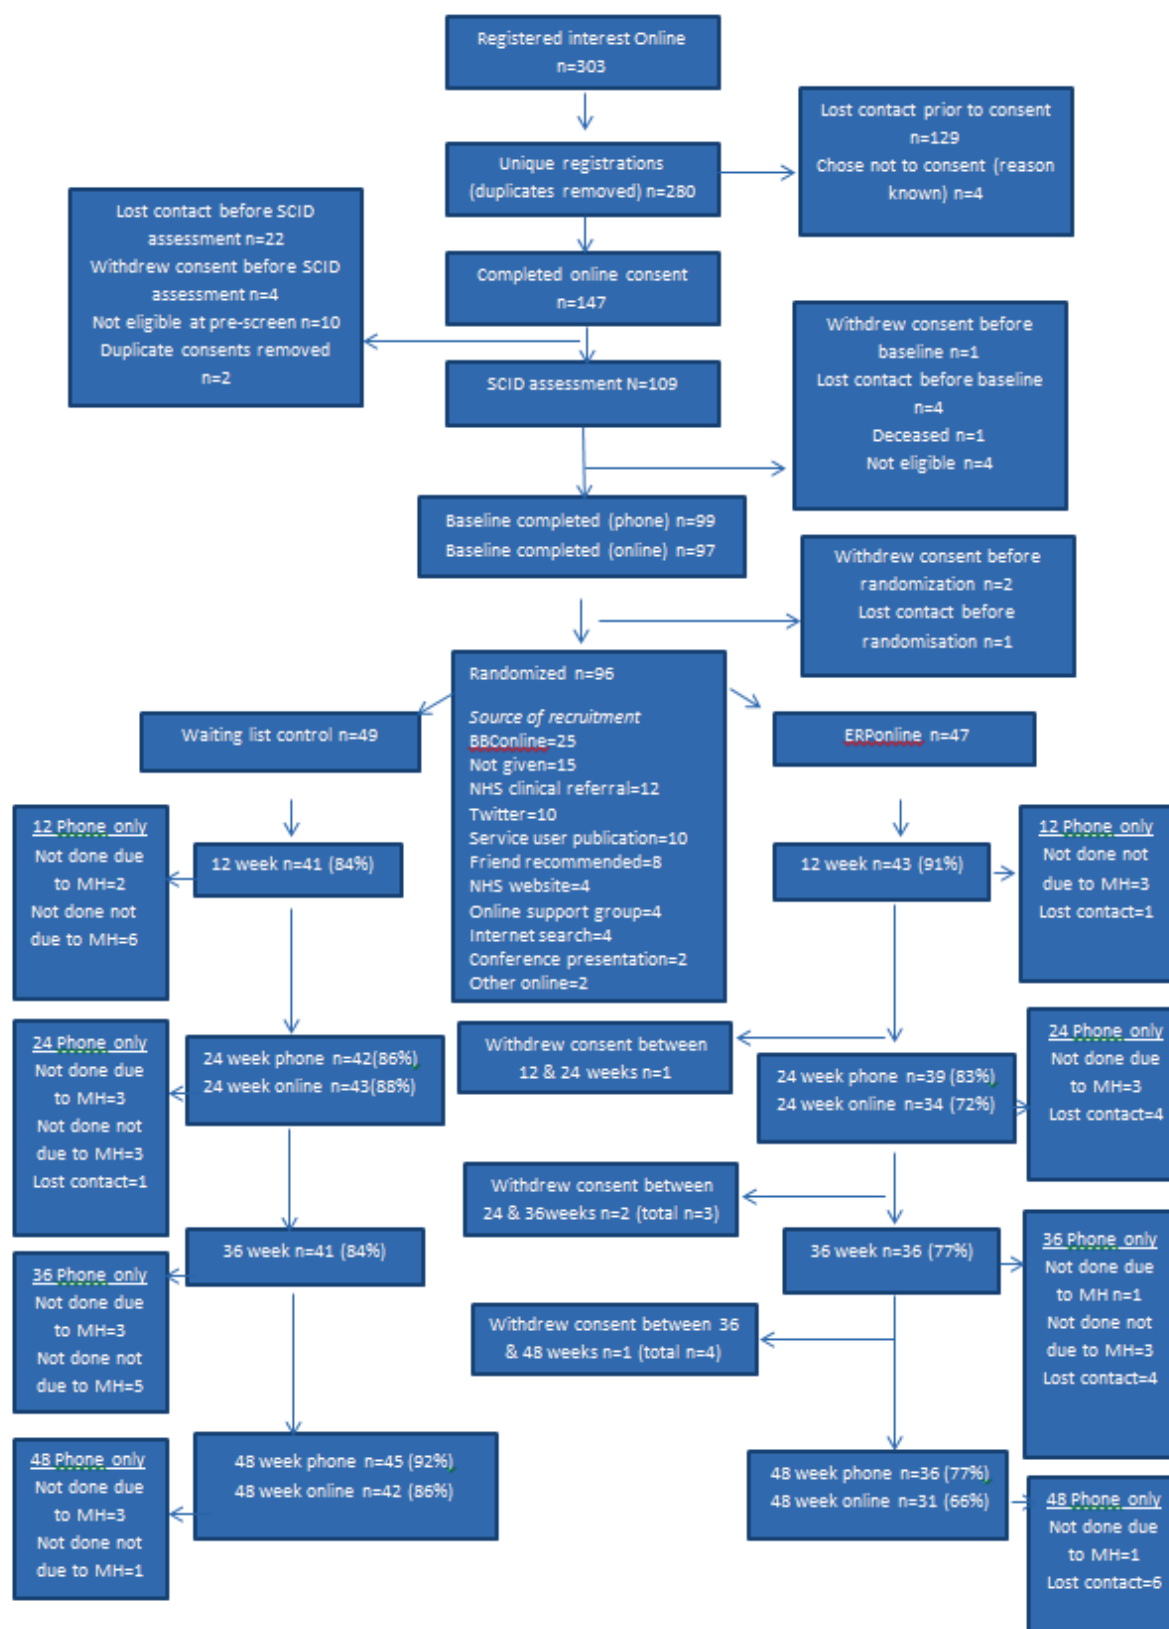 Registered interest Online
n=303
Lost contact prior to consent
n=129
Chose not to consent (reason
known) n=4
Unique registrations
(duplicates removed) n=280
Lost contact before SCID
assessment n=22
Withdrew consent before SCID
assessment n=4
Not eligible at pre-screen n=10
Duplicate consents removed
n=2
Completed online consent
n=147
Withdrew consent before
baseline n=1
Lost contact before baseline
n=4
Deceased n=1
Not eligible n=4
SCID assessment N=109
Baseline completed (phone) n=99
Baseline completed (online) n=97
Withdrew consent before
randomization n=2
Lost contact before
randomisation n=1
Randomized n=96
Source of recruitment
BBConline=25
Not given=15
NHS clinical referral=12
Twitter=10
Service user publication=10
Friend recommended=8
NHS website=4
Online support group=4
Internet search=4
Conference presentation=2
Other online=2
Waiting list control n=49
ERPonline n=47
12 Phone only
Not done due
to MH=2
Not done not
due to MH=6
12 week n=41 (84%)
12 week n=43 (91%)
12 Phone only
Not done not
due to MH=3
Lost contact=1
24 Phone only
Not done due
to MH=3
Not done not
due to MH=3
Lost contact=1
24 week phone n=42(86%)
24 week online n=43(88%)
Withdrew consent between
12 & 24 weeks n=1
24 week phone n=39 (83%)
24 week online n=34 (72%)
24 Phone only
Not done due
to MH=3
Lost contact=4
Withdrew consent between
24 & 36weeks n=2 (total n=3)
36 week n=41 (84%)
36 Phone only
Not done due
to MH=3
Not done not
due to MH=5
36 week n=36 (77%)
36 Phone only
Not done due
to MH n=1
Not done not
due to MH=3
Lost contact=4
Withdrew consent between 36
& 48 weeks n=1 (total n=4)
48 Phone only
Not done due
to MH=3
Not done not
due to MH=1
48 week phone n=45 (92%)
48 week online n=42 (86%)
48 week phone n=36 (77%)
48 week online n=31 (66%)
48 Phone only
Not done due
to MH=1
Lost contact=6